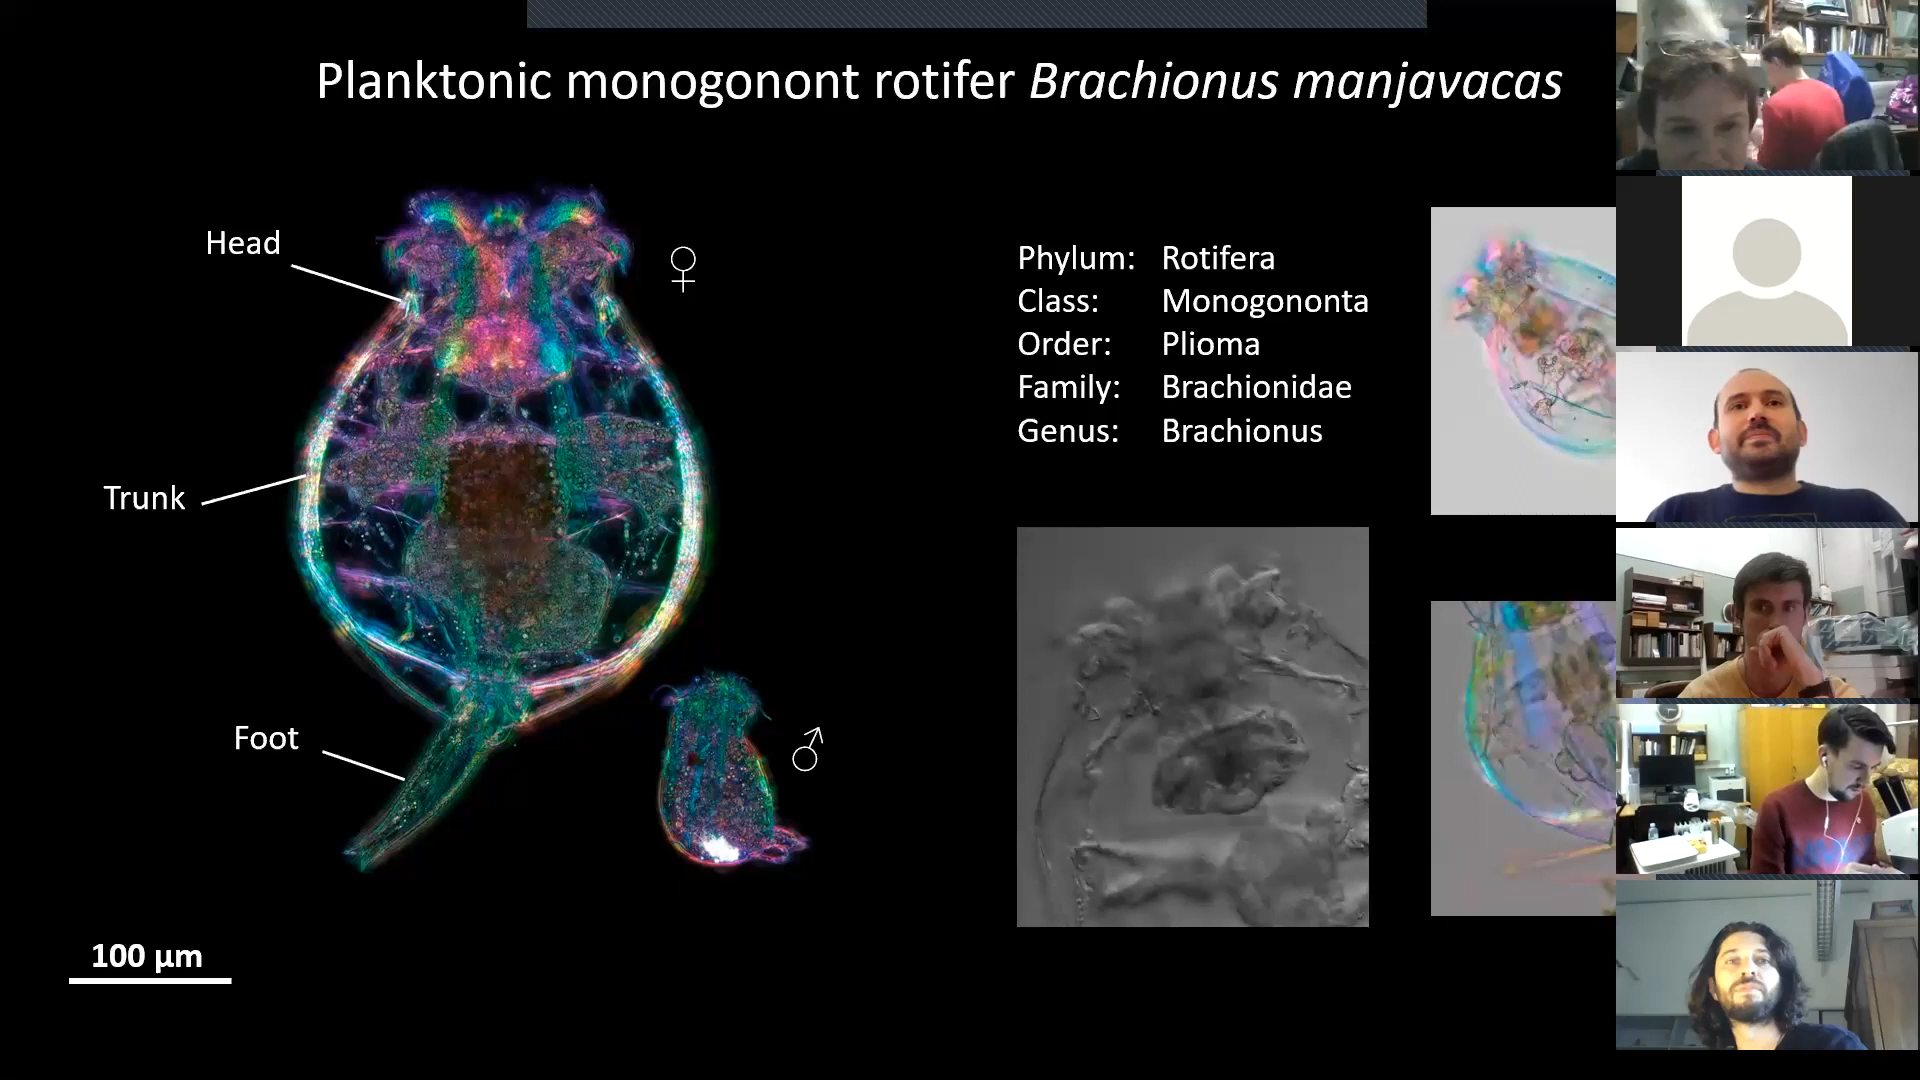 Planktonic monogonont rotifer Brachionus manjavacas
Head
♀
Trunk
Foot
♂
100 µm
Phylum: Rotifera
Class: Monogononta
Order: Plioma
Family: Brachionidae
Genus: Brachionus